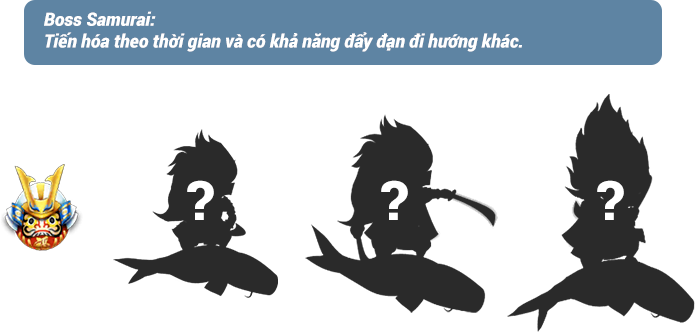 Boss Samurai:
Tiến hóa theo thời gian và có khả năng đẩy đạn đi hướng khác.
? ? ?